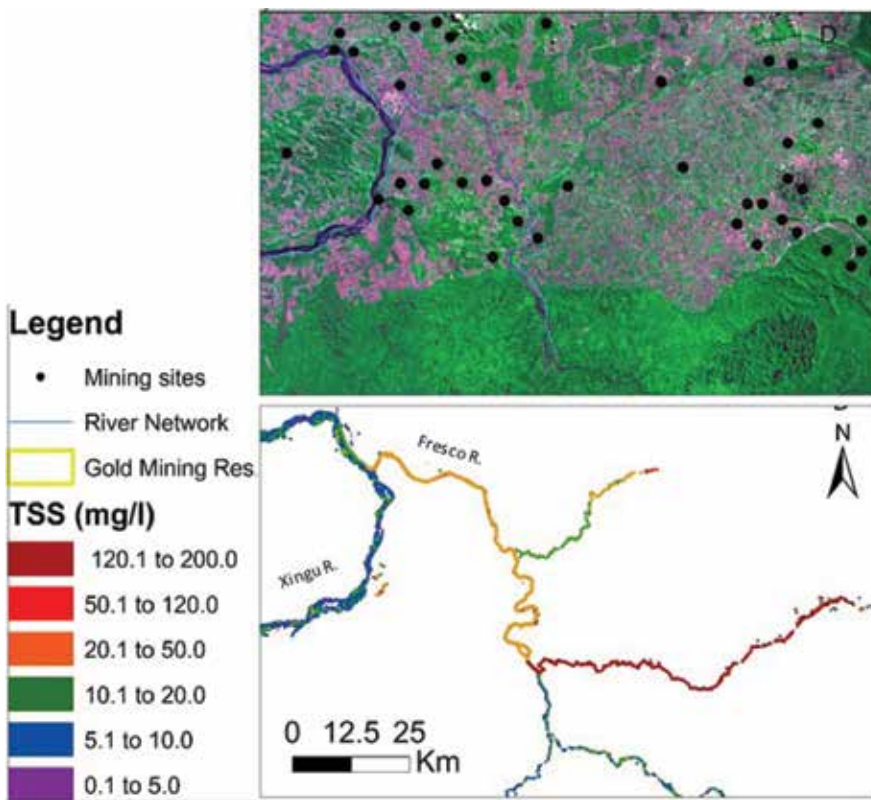 D
Legend
Mining sites
River Network
Gold Mining Res.
TSS (mg/l)
120.1 to 200.0
50.1 to 120.0
20.1 to 50.0
10.1 to 20.0
5.1 to 10.0
0.1 to 5.0
Fresco R.
N
Xingu R.
0 12.5 25
Km